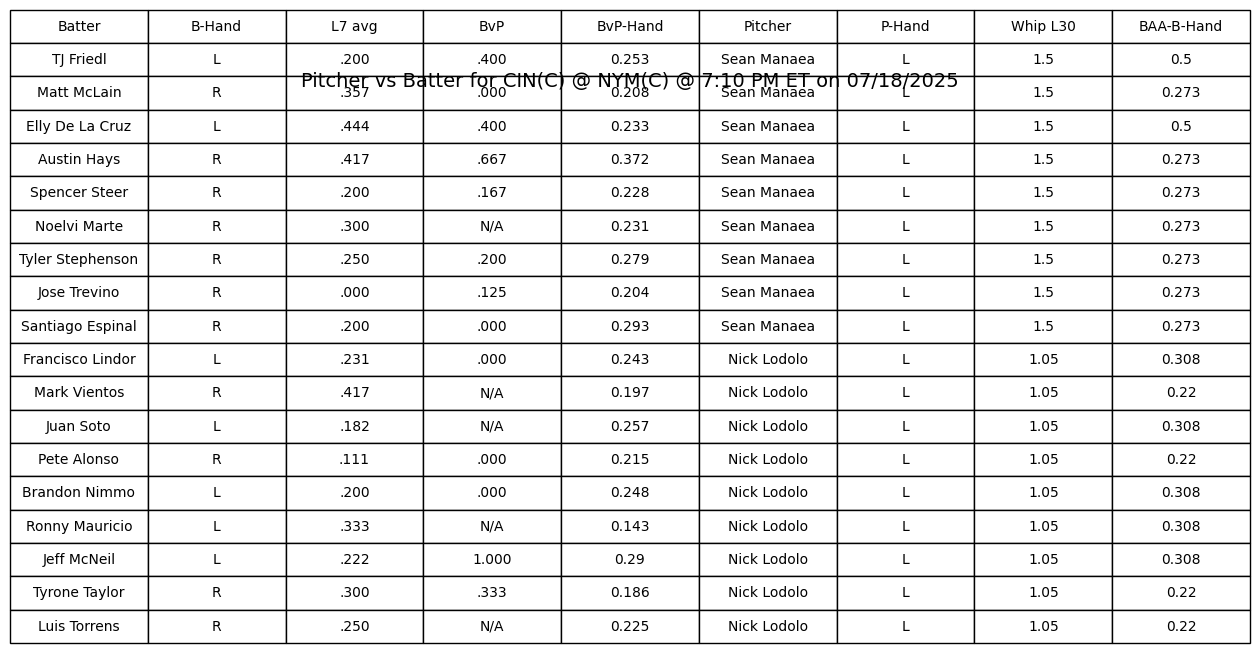 Batter B-Hand L7 avg BvP BvP-Hand Pitcher P-Hand Whip L30 BAA-B-Hand
TJ Friedl L .200 .400 0.253 Sean Manaea L 1.5 0.5
Pitcher vs Batter for CIN(C) @ NYM(C) @ 7:10 PM ET on 07/18/2025
Matt McLain R .357 .000 0.208 Sean Manaea L 1.5 0.273
Elly De La Cruz L .444 .400 0.233 Sean Manaea L 1.5 0.5
Austin Hays R .417 .667 0.372 Sean Manaea L 1.5 0.273
Spencer Steer R .200 .167 0.228 Sean Manaea L 1.5 0.273
Noelvi Marte R .300 N/A 0.231 Sean Manaea L 1.5 0.273
Tyler Stephenson R .250 .200 0.279 Sean Manaea L 1.5 0.273
Jose Trevino R .000 .125 0.204 Sean Manaea L 1.5 0.273
Santiago Espinal R .200 .000 0.293 Sean Manaea L 1.5 0.273
Francisco Lindor L .231 .000 0.243 Nick Lodolo L 1.05 0.308
Mark Vientos R .417 N/A 0.197 Nick Lodolo L 1.05 0.22
Juan Soto L .182 N/A 0.257 Nick Lodolo L 1.05 0.308
Pete Alonso R .111 .000 0.215 Nick Lodolo L 1.05 0.22
Brandon Nimmo L .200 .000 0.248 Nick Lodolo L 1.05 0.308
Ronny Mauricio L .333 N/A 0.143 Nick Lodolo L 1.05 0.308
Jeff McNeil L .222 1.000 0.29 Nick Lodolo L 1.05 0.308
Tyrone Taylor R .300 .333 0.186 Nick Lodolo L 1.05 0.22
Luis Torrens R .250 N/A 0.225 Nick Lodolo L 1.05 0.22